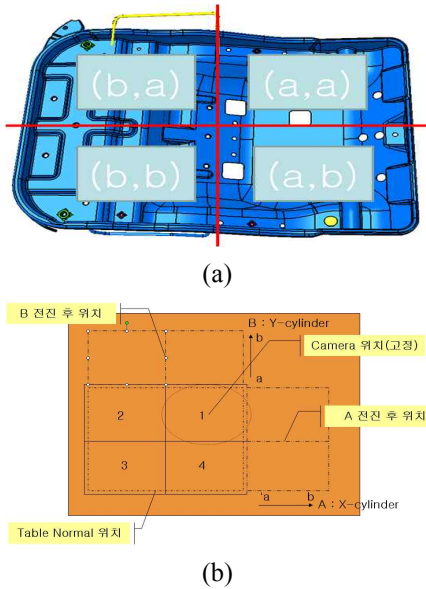 (b,a)
(a,a)
(b,b)
(a,b)
(a)
B 전진 후 위치
B : Y-cylinder
Camera 위치(고정)
b
a
A 전진 후 위치
2
1
3
4
'a
b
A : X-cylinder
Table Normal 위치
(b)